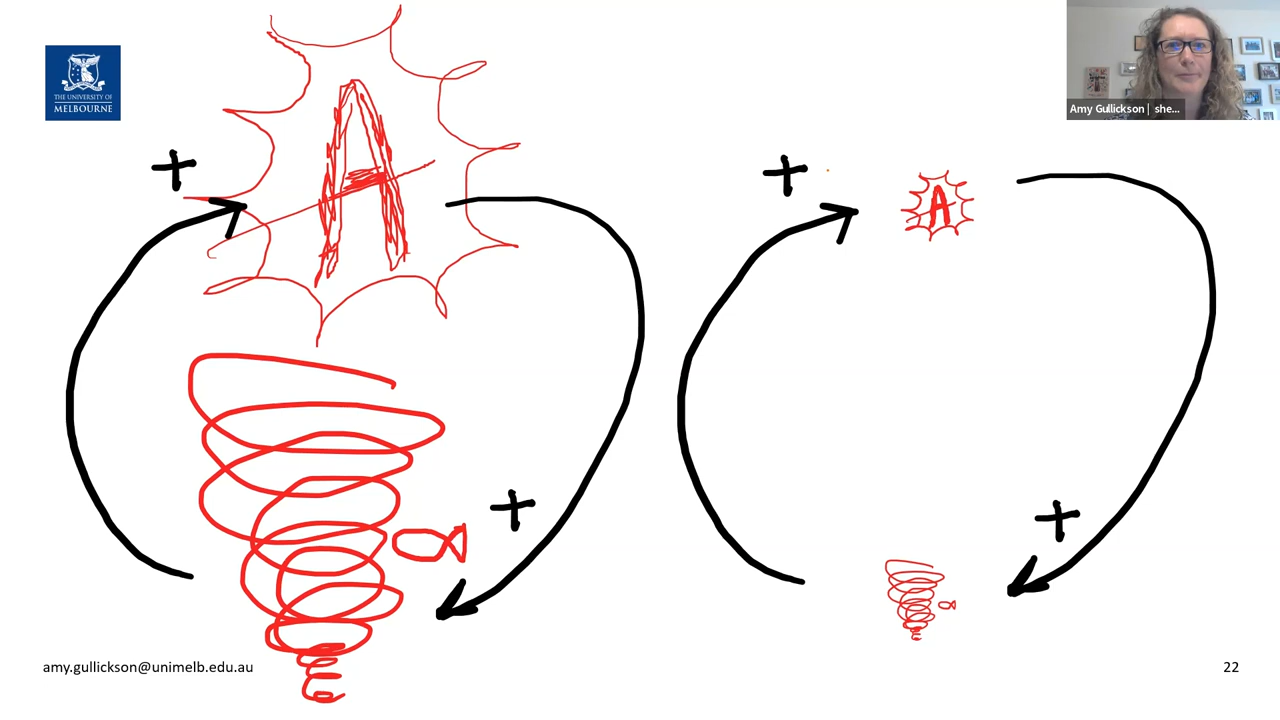 THE UNIVERSITY OF
MELBOURNE
Amy Gullickson | she...
+
A
+
+
A
+
amy.gullickson@unimelb.edu.au
22